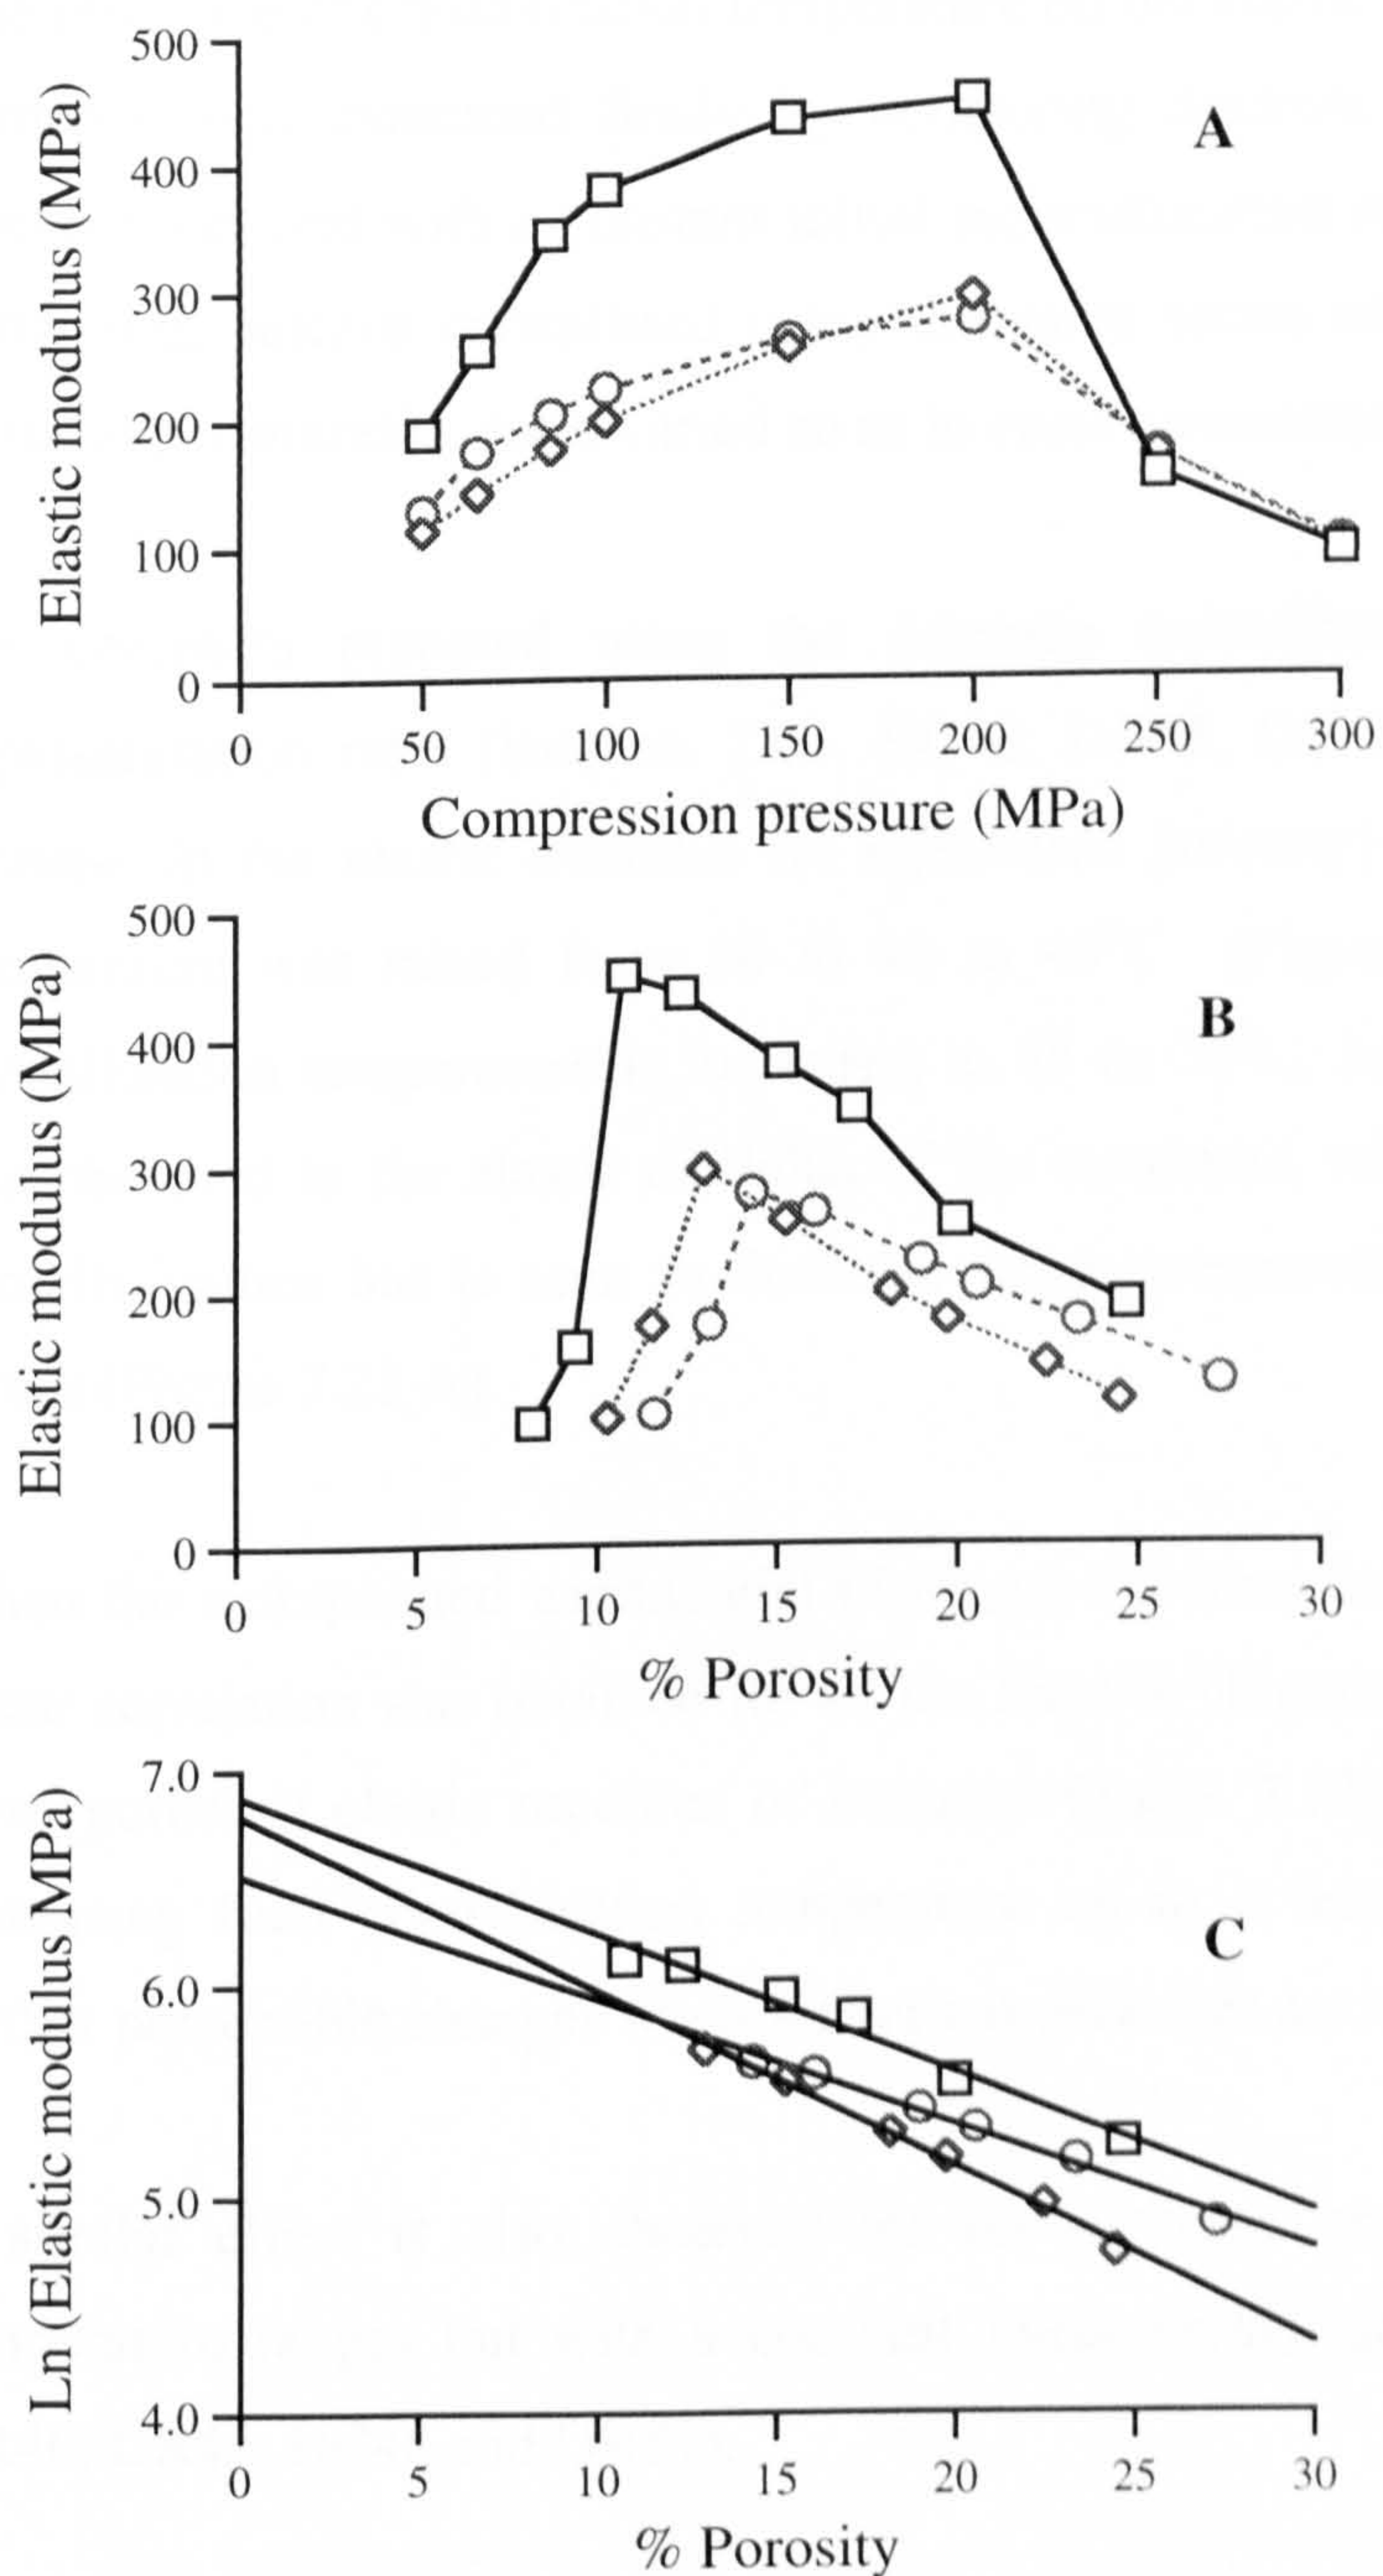 500
400
300
200
100
0
Elastic modulus (MPa)
A
0 50 100 150 200 250 300
Compression pressure (MPa)
500
400
300
200
100
0
Elastic modulus (MPa)
B
0 5 10 15 20 25 30
% Porosity
7.0
6.0
5.0
4.0
Ln (Elastic modulus MPa)
C
0 5 10 15 20 25 30
% Porosity